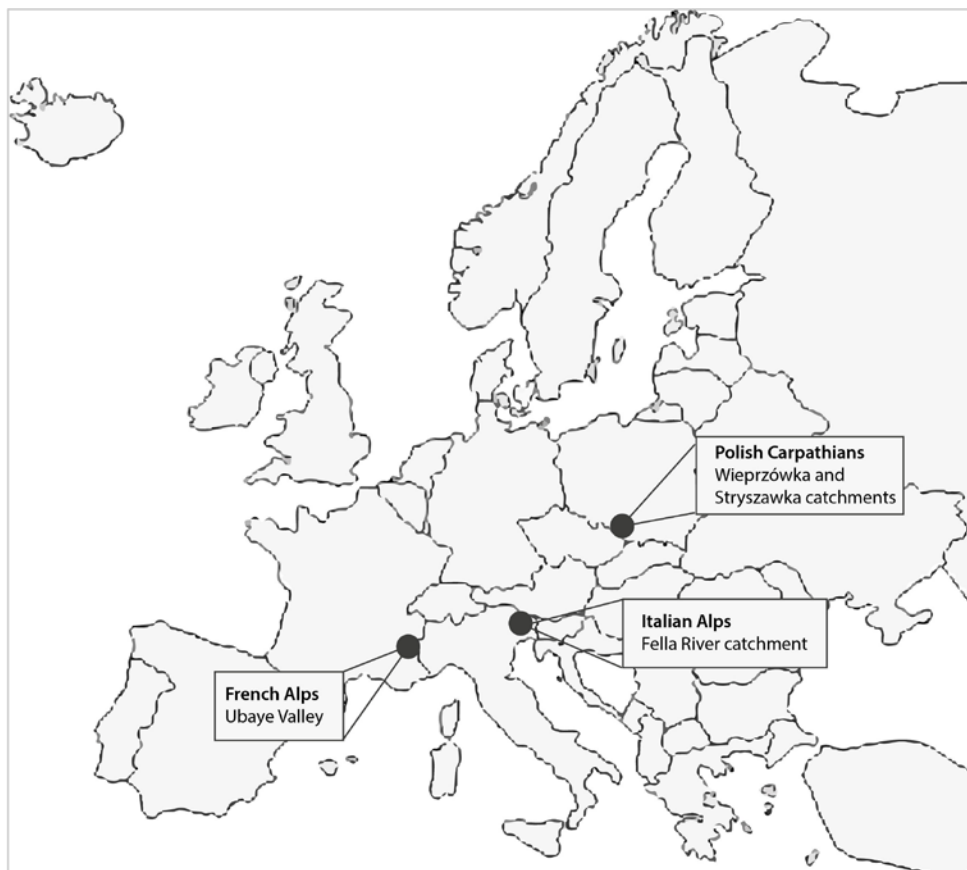 Polish Carpathians
Wieprzówka and
Stryszawka catchments
Italian Alps
Fella River catchment
French Alps
Ubaye Valley